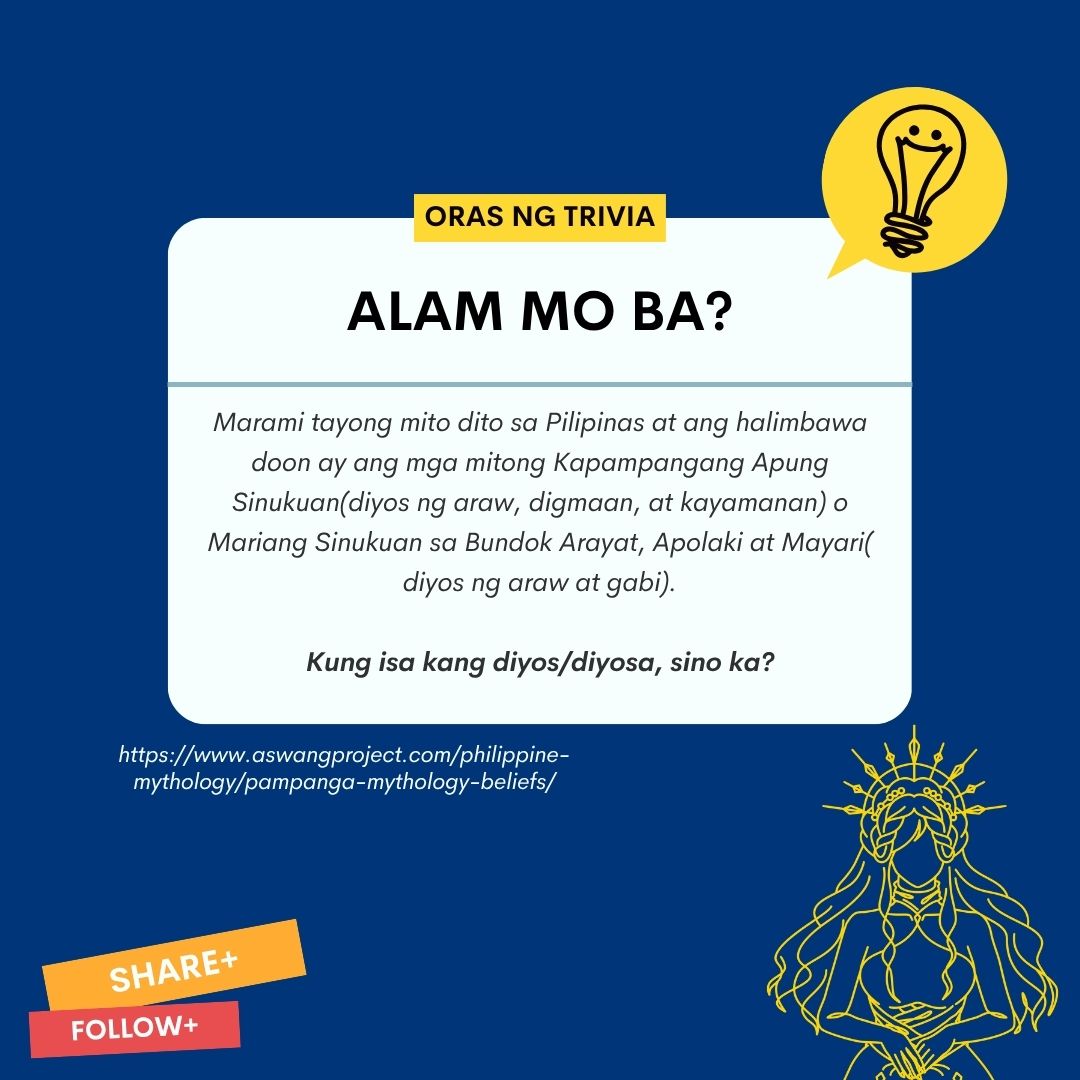 ORAS NG TRIVIA
ALAM MO BA?
Marami tayong mito dito sa Pilipinas at ang halimbawa
doon ay ang mga mitong Kapampangang Apung
Sinukuan(diyos ng araw, digmaan, at kayamanan) o
Mariang Sinukuan sa Bundok Arayat, Apolaki at Mayari(
diyos ng araw at gabi).
Kung isa kang diyos/diyosa, sino ka?
https://www.aswangproject.com/philippine-
mythology/pampanga-mythology-beliefs/
SHARE+
FOLLOW+